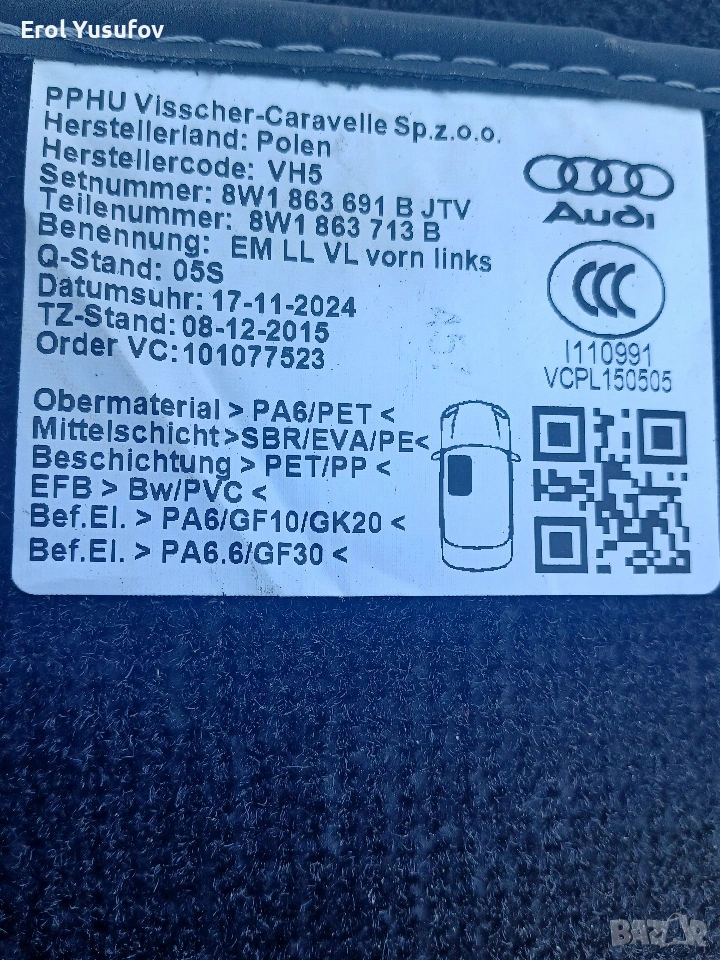 Erol Yusufov
PPHU Visscher-Caravelle Sp.z.o.o.
Herstellerland: Polen
Herstellercode: VH5
Setnummer: 8W1 863 691 B JTV
Teilenummer: 8W1 863 713 B
Benennung: EM LL VL vorn links
Q-Stand: 05S
Datumsuhr: 17-11-2024
TZ-Stand: 08-12-2015
Order VC: 101077523
Audi
CCC
I110991
VCPL150505
Obermaterial > PA6/PET <
Mittelschicht >SBR/EVA/PE<
Beschichtung > PET/PP <
EFB > Bw/PVC <
Bef.El. > PA6/GF10/GK20 <
Bef.El. > PA6.6/GF30 <
BAZAR